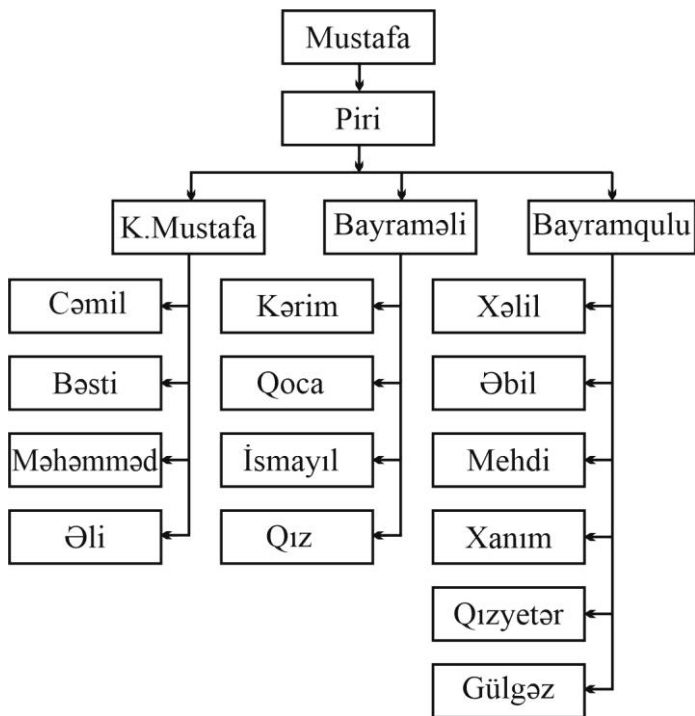 Mustafa
Piri
K.Mustafa
Bayraməli
Bayramqulu
Cəmil
Bəsti
Məhəmməd
Əli
Kərim
Qoca
İsmayıl
Qız
Xəlil
Əbil
Mehdi
Xanım
Qızyetər
Gülgəz